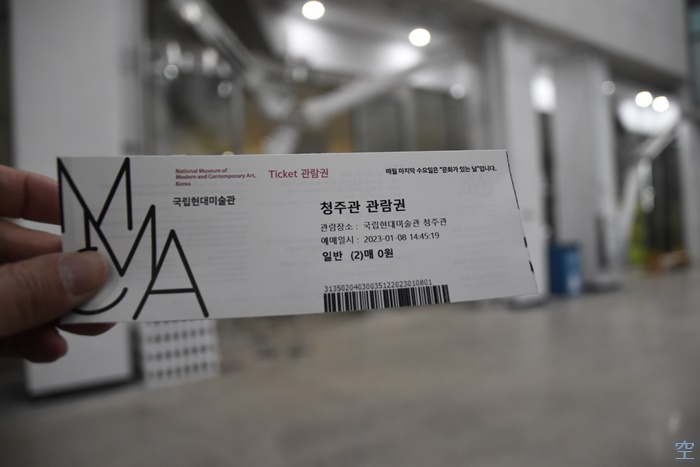 MMCA
National Museum of
Modern and Contemporary Art,
Korea
국립현대미술관
Ticket 관람권
매월 마지막 수요일은 "문화가 있는 날"입니다.
청주관 관람권
관람장소 : 국립현대미술관 청주관
예매일시 : 2023-01-08 14:45:19
일반 (2)매 0원
31350204030035122023010801
空